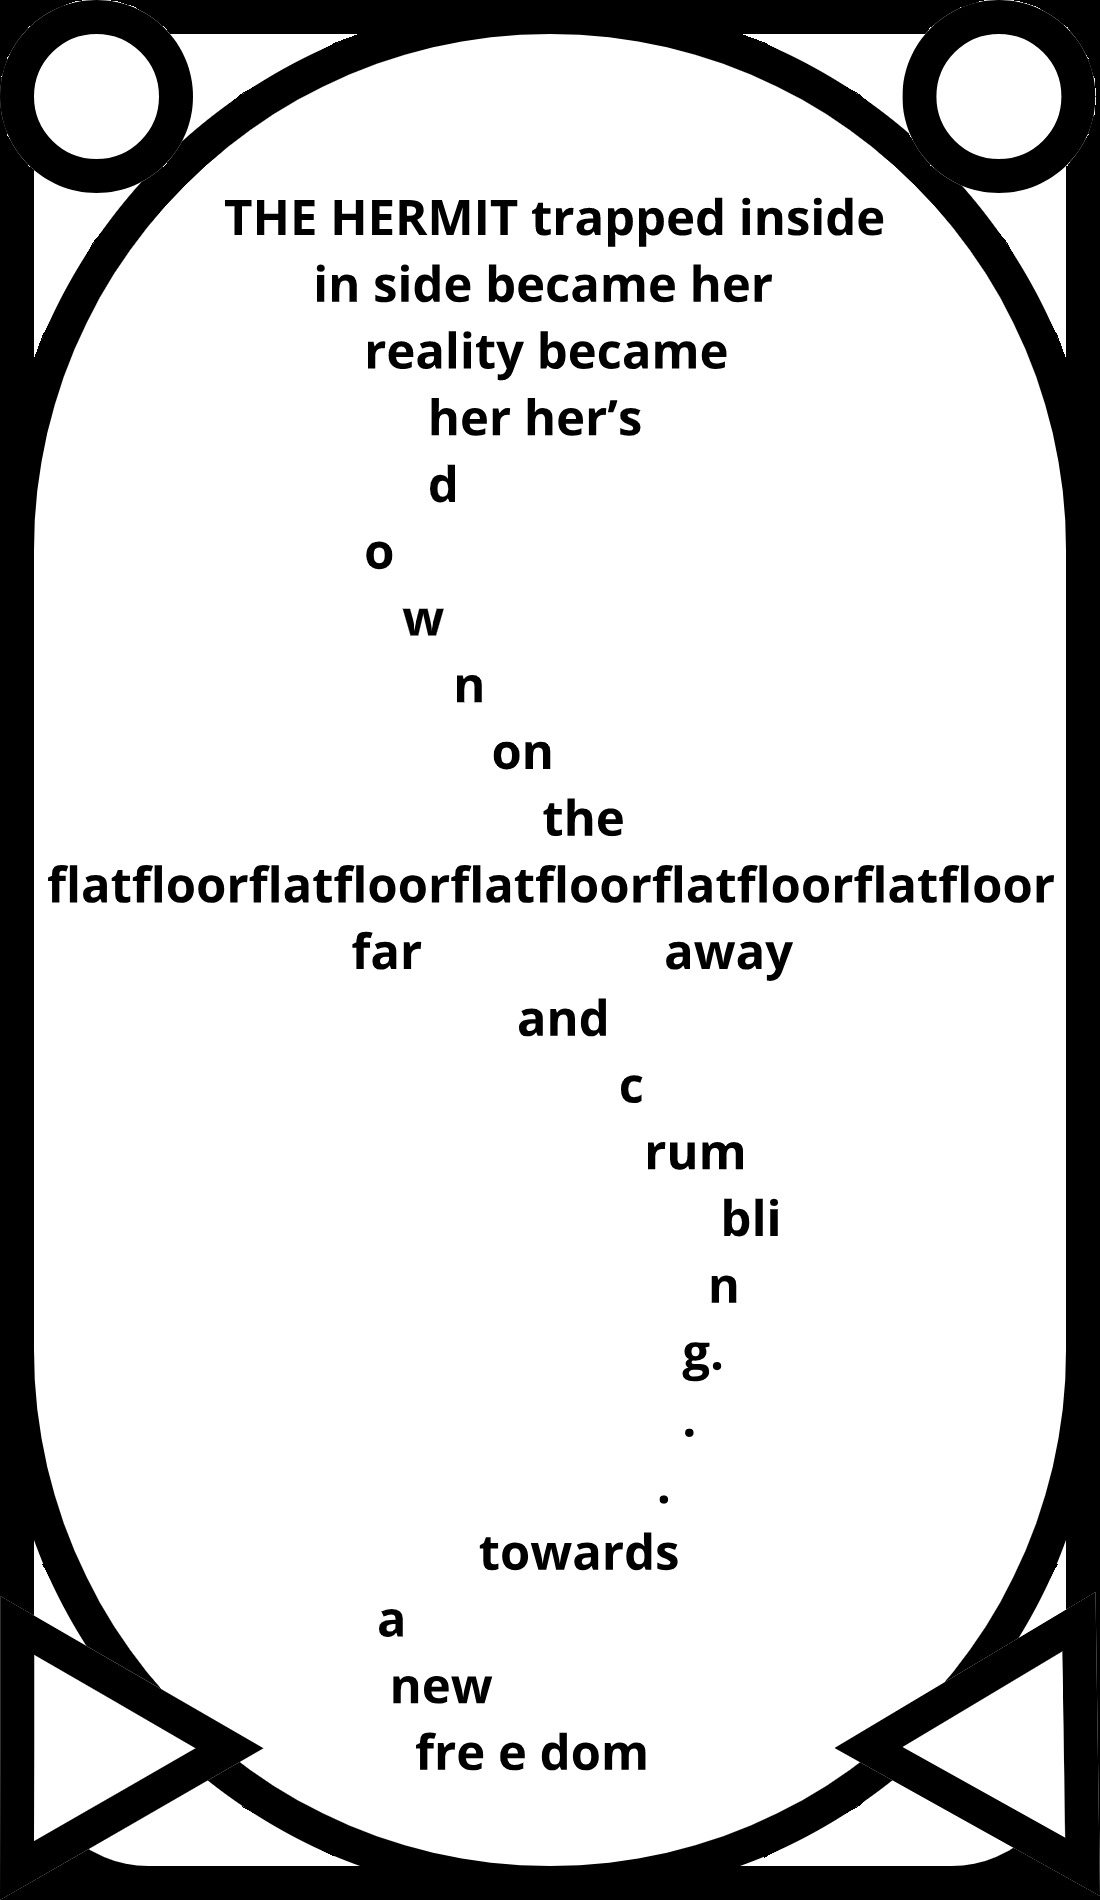 THE HERMIT trapped inside
in side became her
reality became
her her’s
d
o
w
n
on
the
flatfloorflatfloorflatfloorflatfloorflatfloor
far away
and
c
rum
bli
n
g.
.
.
towards
a
new
fre e dom